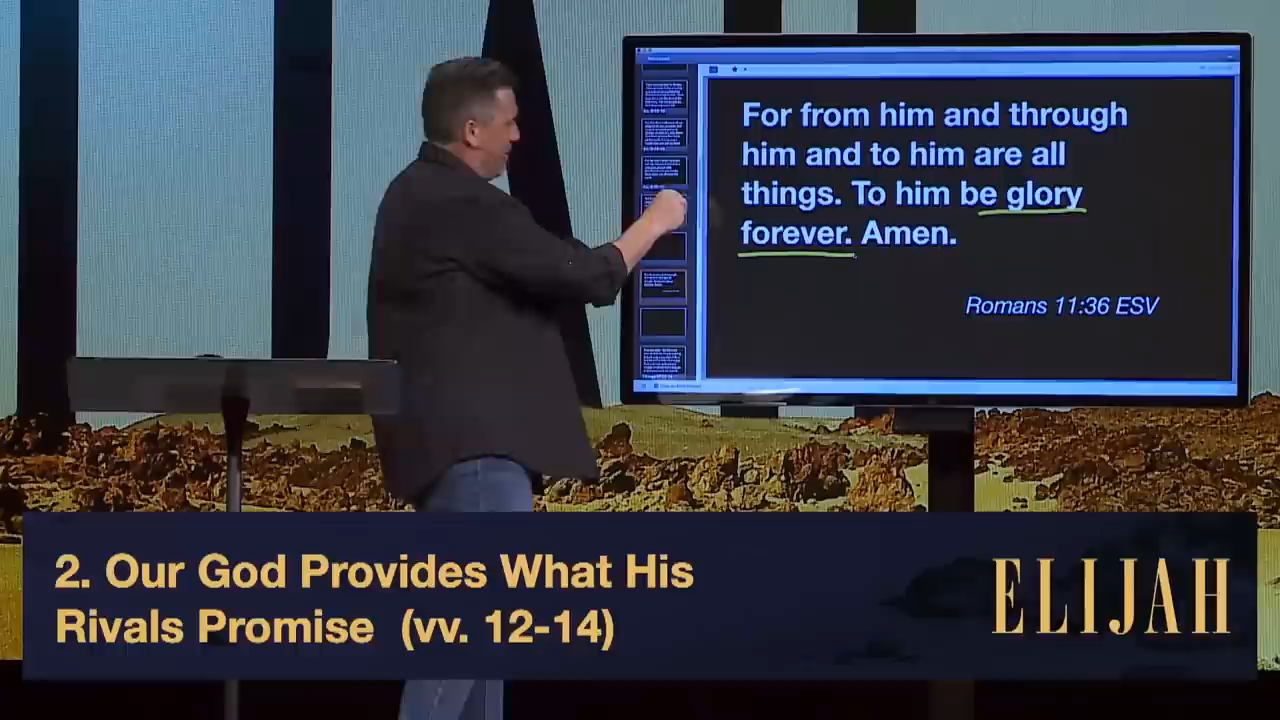 For from him and through
him and to him are all
things. To him be glory
forever. Amen.
Romans 11:36 ESV
2. Our God Provides What His
Rivals Promise (vv. 12-14)
ELIJAH